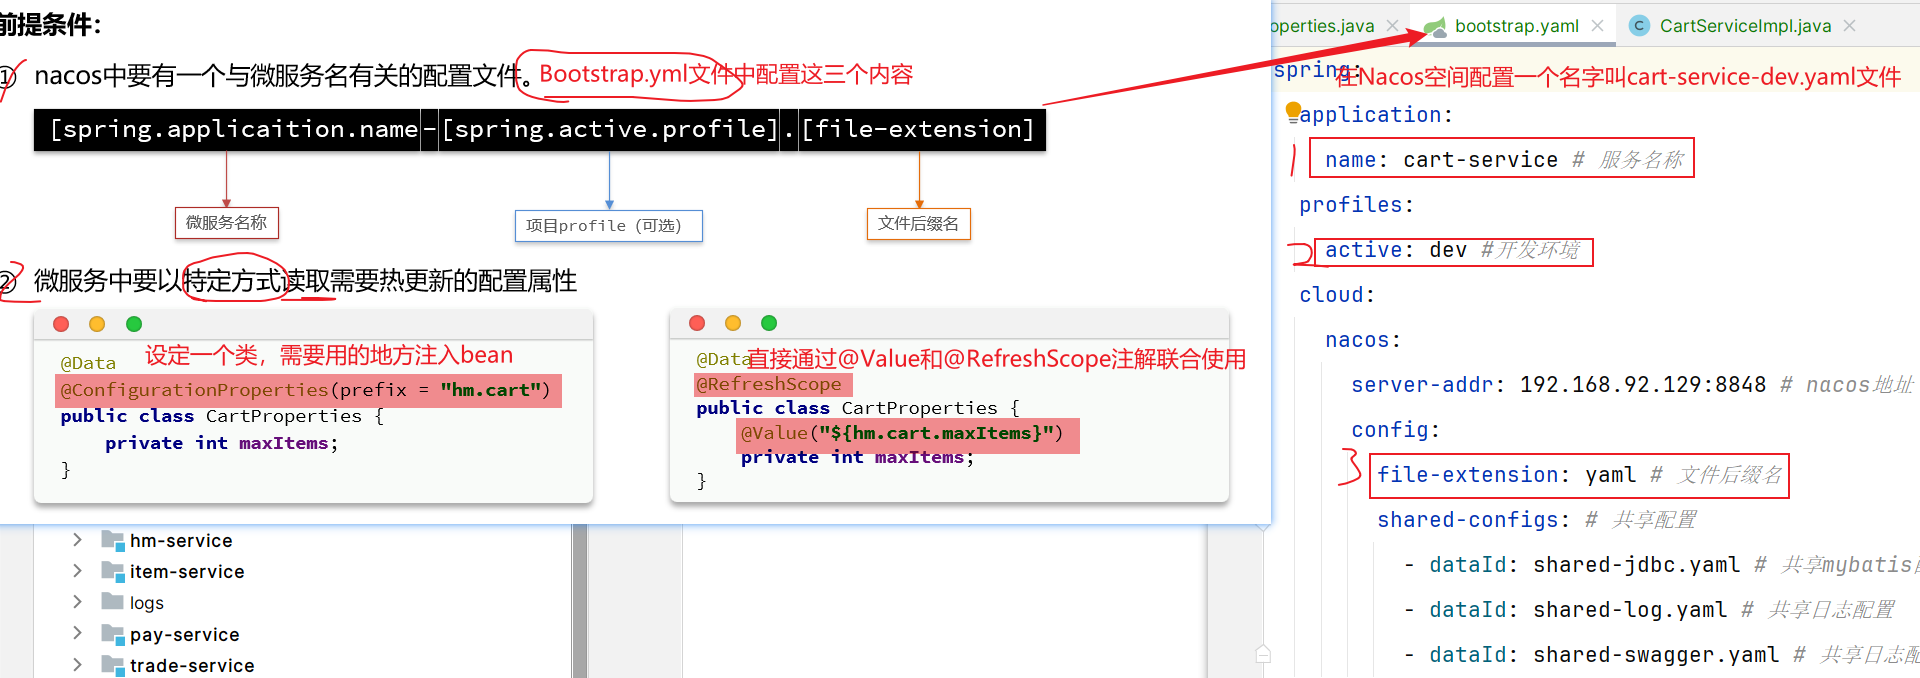 前提条件:
① nacos中要有一个与微服务名有关的配置文件。
Bootstrap.yml文件中配置这三个内容
[spring.applicaition.name-[spring.active.profile].[file-extension]
微服务名称
项目profile (可选)
文件后缀名
② 微服务中要以特定方式读取需要热更新的配置属性
设定一个类，需要用的地方注入bean
@Data
@ConfigurationProperties(prefix = "hm.cart")
public class CartProperties {
private int maxItems;
}
直接通过@Value和@RefreshScope注解联合使用
@Data
@RefreshScope
public class CartProperties {
@Value("${hm.cart.maxItems}")
private int maxItems;
}
hm-service
item-service
logs
pay-service
trade-service
operties.java
bootstrap.yaml
CartServiceImpl.java
spring:
在Nacos空间配置一个名字叫cart-service-dev.yaml文件
application:
1
name: cart-service # 服务名称
profiles:
2
active: dev #开发环境
cloud:
nacos:
server-addr: 192.168.92.129:8848 # nacos地址
config:
3
file-extension: yaml # 文件后缀名
shared-configs: # 共享配置
- dataId: shared-jdbc.yaml # 共享mybatis
- dataId: shared-log.yaml # 共享日志配置
- dataId: shared-swagger.yaml # 共享日志配